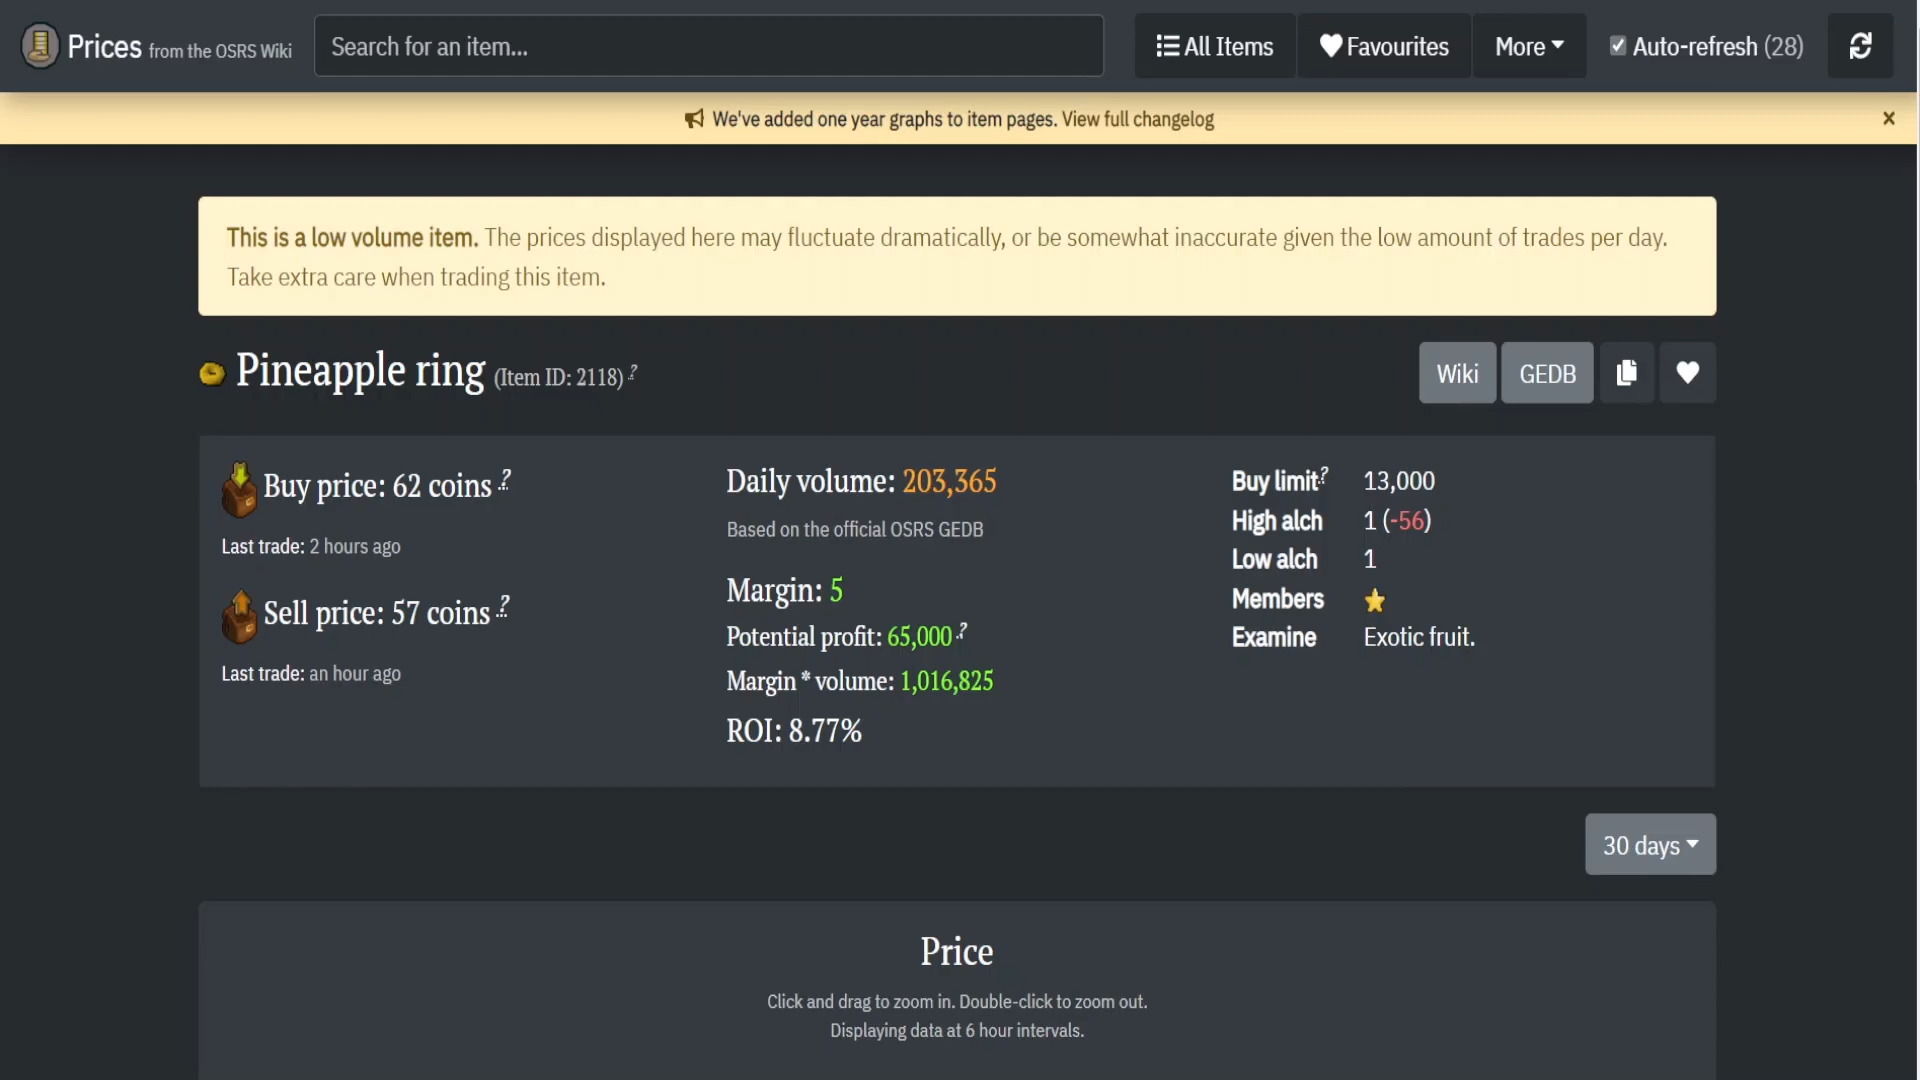 Prices from the OSRS Wiki
Search for an item...
All Items
Favourites
More
Auto-refresh (28)
We've added one year graphs to item pages. View full changelog
×
This is a low volume item. The prices displayed here may fluctuate dramatically, or be somewhat inaccurate given the low amount of trades per day.
Take extra care when trading this item.
Pineapple ring (Item ID: 2118) ?
Wiki
GEDB
Buy price: 62 coins ?
Last trade: 2 hours ago
Sell price: 57 coins ?
Last trade: an hour ago
Daily volume: 203,365
Based on the official OSRS GEDB
Margin: 5
Potential profit: 65,000 ?
Margin * volume: 1,016,825
ROI: 8.77%
Buy limit? 13,000
High alch 1 (-56)
Low alch 1
Members
Examine Exotic fruit.
30 days
Price
Click and drag to zoom in. Double-click to zoom out.
Displaying data at 6 hour intervals.